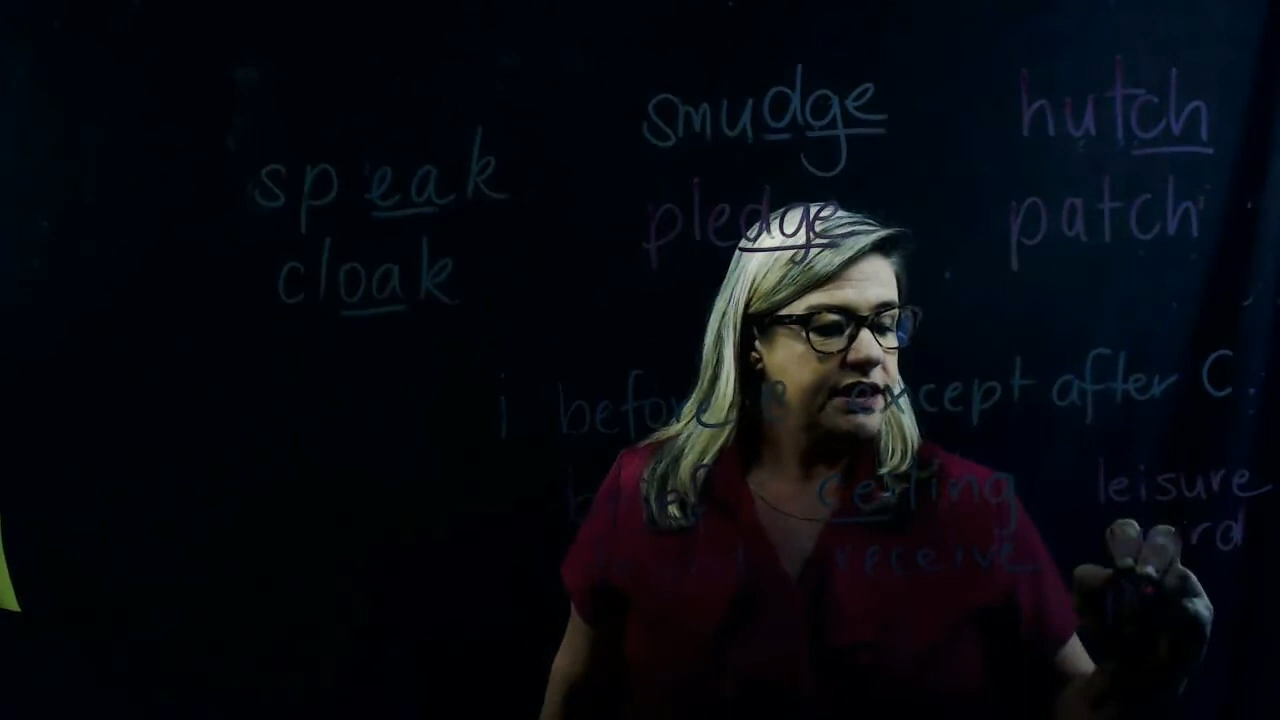 speak
cloak
smudge
pledge
hutch
patch
i before e except after C.
ceiling
receive
leisure